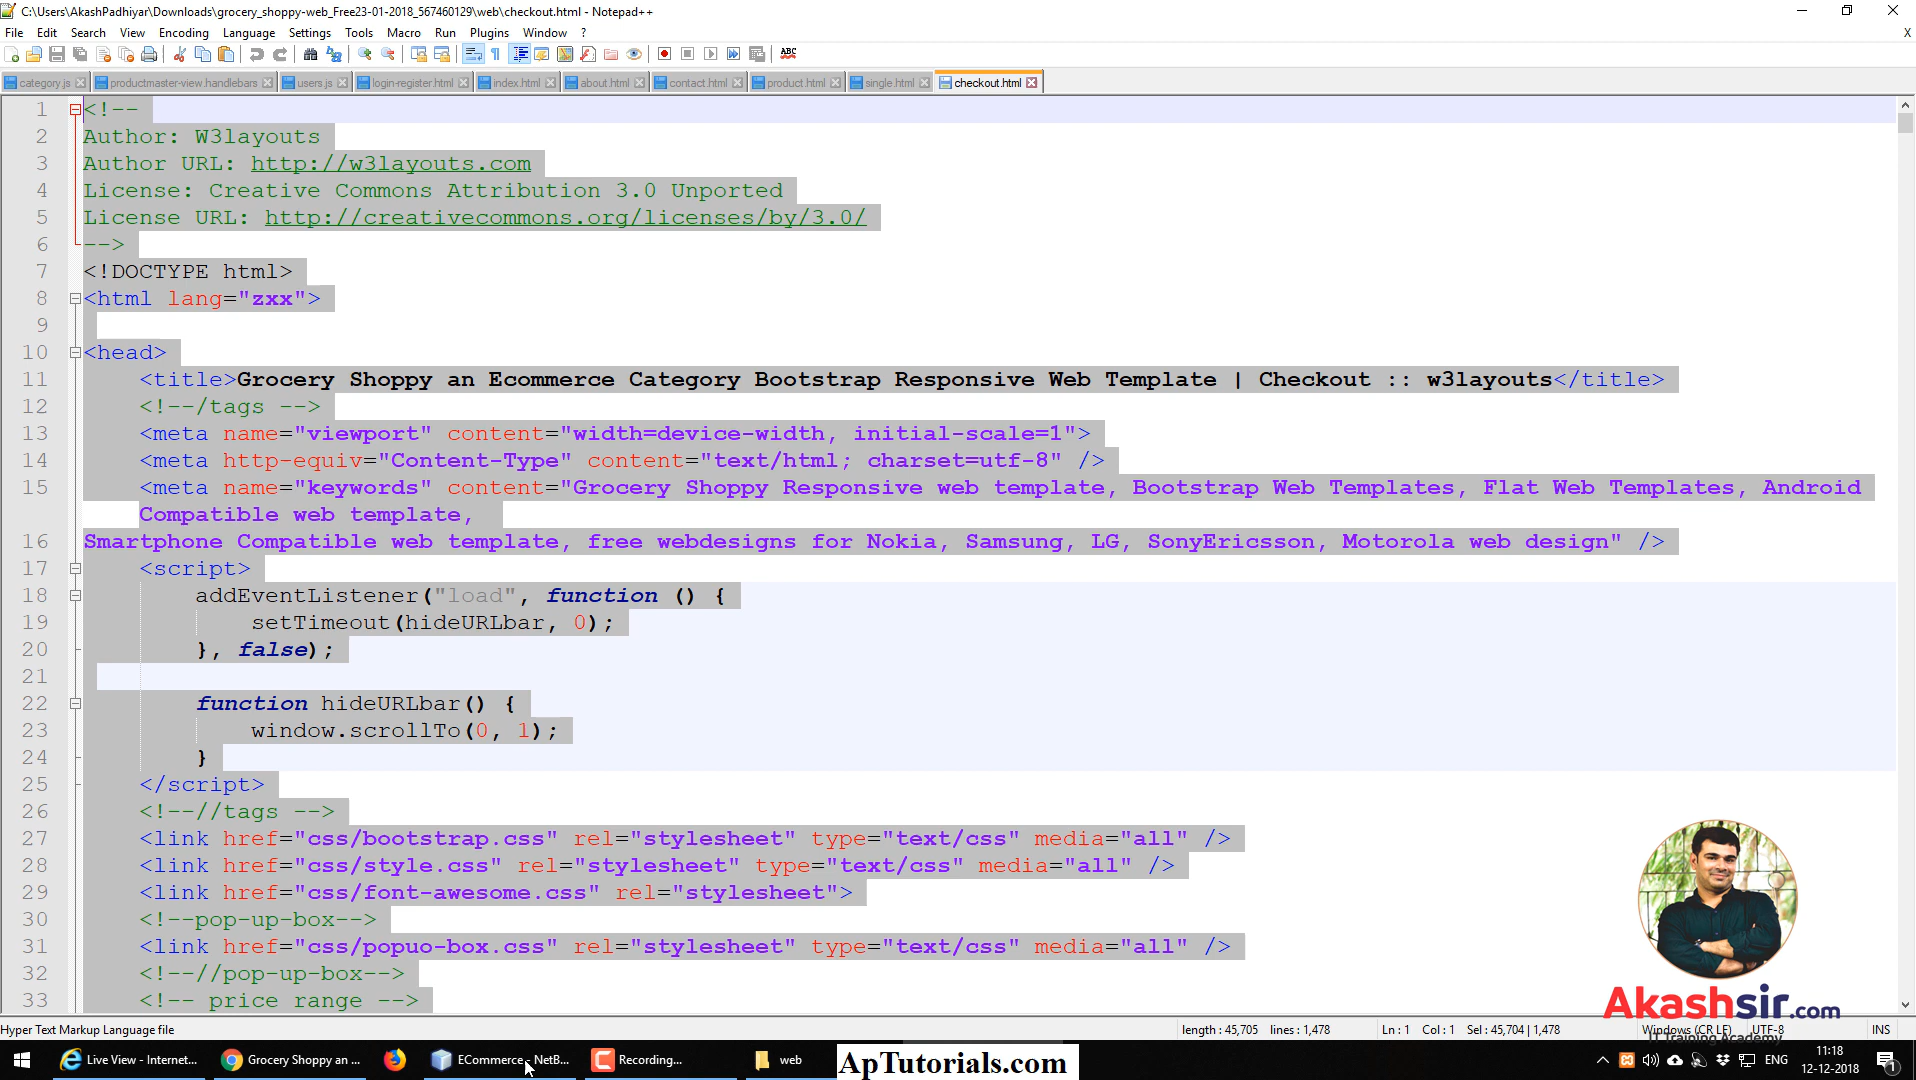 C:\Users\AkashPadhiyar\Downloads\grocery_shoppy-web_Free23-01-2018_567460129\web\checkout.html - Notepad++
File Edit Search View Encoding Language Settings Tools Macro Run Plugins Window ? X
category.js productmaster-view.handlebars users.js login-register.html index.html about.html contact.html product.html single.html checkout.html
1 <!--
2 Author: W3layouts
3 Author URL: http://w3layouts.com
4 License: Creative Commons Attribution 3.0 Unported
5 License URL: http://creativecommons.org/licenses/by/3.0/
6 -->
7 <!DOCTYPE html>
8 <html lang="zxx">
9
10 <head>
11 <title>Grocery Shoppy an Ecommerce Category Bootstrap Responsive Web Template | Checkout :: w3layouts</title>
12 <!--/tags -->
13 <meta name="viewport" content="width=device-width, initial-scale=1">
14 <meta http-equiv="Content-Type" content="text/html; charset=utf-8" />
15 <meta name="keywords" content="Grocery Shoppy Responsive web template, Bootstrap Web Templates, Flat Web Templates, Android
Compatible web template,
16 Smartphone Compatible web template, free webdesigns for Nokia, Samsung, LG, SonyEricsson, Motorola web design" />
17 <script>
18 addEventListener("load", function () {
19 setTimeout(hideURLbar, 0);
20 }, false);
21
22 function hideURLbar() {
23 window.scrollTo(0, 1);
24 }
25 </script>
26 <!--//tags -->
27 <link href="css/bootstrap.css" rel="stylesheet" type="text/css" media="all" />
28 <link href="css/style.css" rel="stylesheet" type="text/css" media="all" />
29 <link href="css/font-awesome.css" rel="stylesheet">
30 <!--pop-up-box-->
31 <link href="css/popuo-box.css" rel="stylesheet" type="text/css" media="all" />
32 <!--//pop-up-box-->
33 <!-- price range -->
Akashsir.com
IT Training Academy
Hyper Text Markup Language file length : 45,705 lines : 1,478 Ln : 1 Col : 1 Sel : 45,704 | 1,478 Windows (CR LF) UTF-8 INS
Live View - Internet... Grocery Shoppy an ... ECommerce - NetB... Recording... web ApTutorials.com ENG 11:18
12-12-2018 1